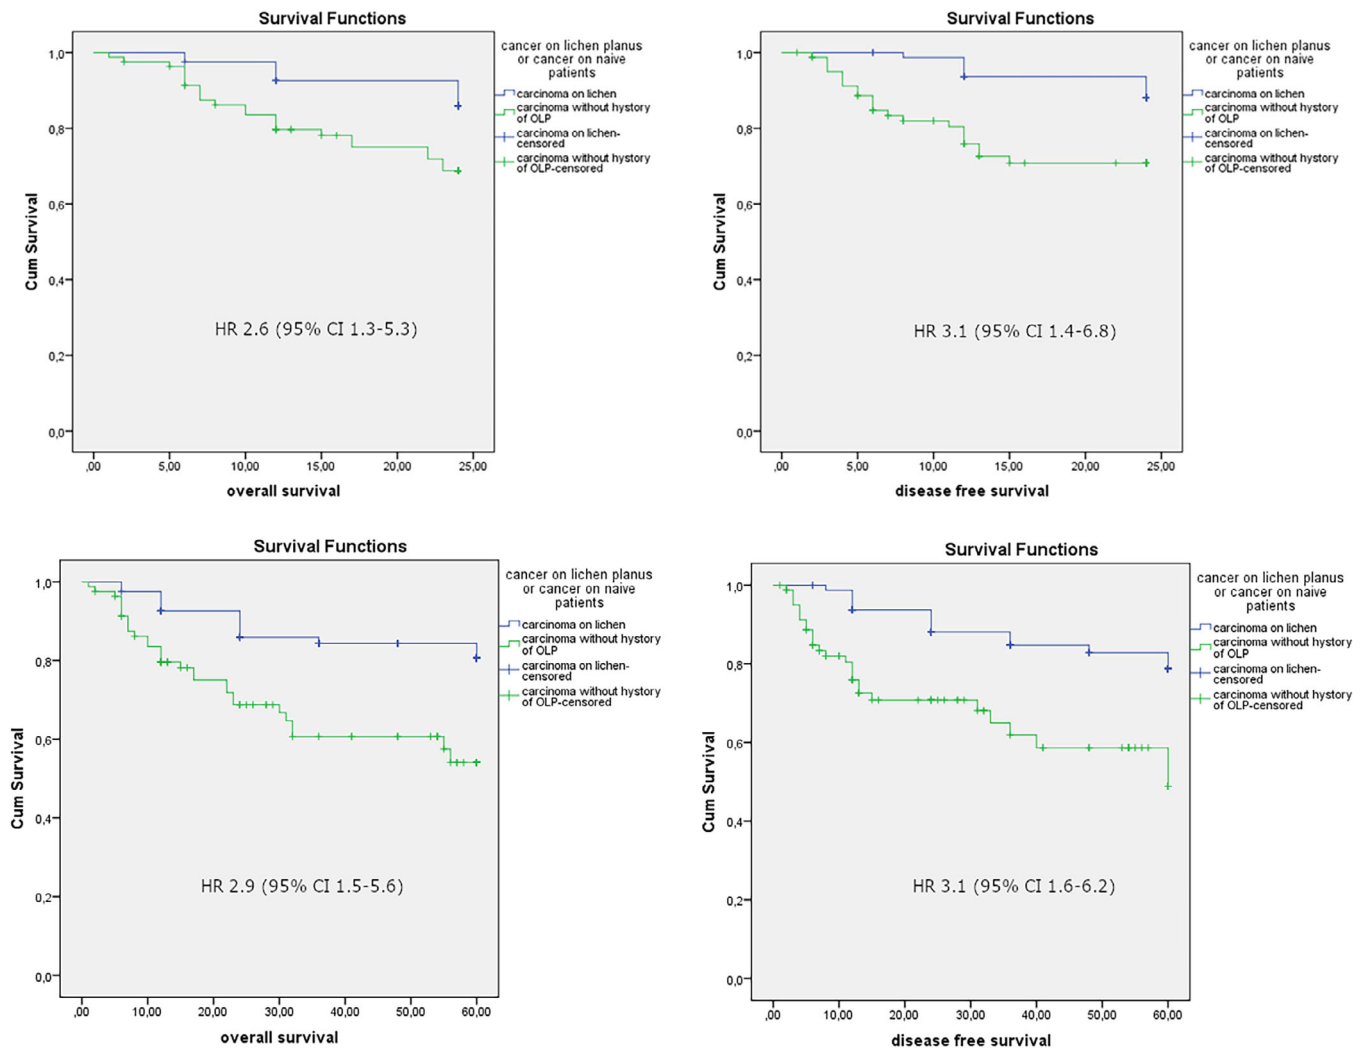 Survival Functions
cancer on lichen planus
or cancer on naive
patients
carcinoma on lichen
carcinoma without hystory
of OLP
carcinoma on lichen-
censored
carcinoma without hystory
of OLP-censored
Cum Survival
1,0
0,8
0,6
0,4
0,2
0,0
HR 2.6 (95% CI 1.3-5.3)
,00 5,00 10,00 15,00 20,00 25,00
overall survival
Survival Functions
cancer on lichen planus
or cancer on naive
patients
carcinoma on lichen
carcinoma without hystory
of OLP
carcinoma on lichen-
censored
carcinoma without hystory
of OLP-censored
Cum Survival
1,0
0,8
0,6
0,4
0,2
0,0
HR 3.1 (95% CI 1.4-6.8)
,00 5,00 10,00 15,00 20,00 25,00
disease free survival
Survival Functions
cancer on lichen planus
or cancer on naive
patients
carcinoma on lichen
carcinoma without hystory
of OLP
carcinoma on lichen-
censored
carcinoma without hystory
of OLP-censored
Cum Survival
1,0
0,8
0,6
0,4
0,2
0,0
HR 2.9 (95% CI 1.5-5.6)
,00 10,00 20,00 30,00 40,00 50,00 60,00
overall survival
Survival Functions
cancer on lichen planus
or cancer on naive
patients
carcinoma on lichen
carcinoma without hystory
of OLP
carcinoma on lichen-
censored
carcinoma without hystory
of OLP-censored
Cum Survival
1,0
0,8
0,6
0,4
0,2
0,0
HR 3.1 (95% CI 1.6-6.2)
,00 10,00 20,00 30,00 40,00 50,00 60,00
disease free survival